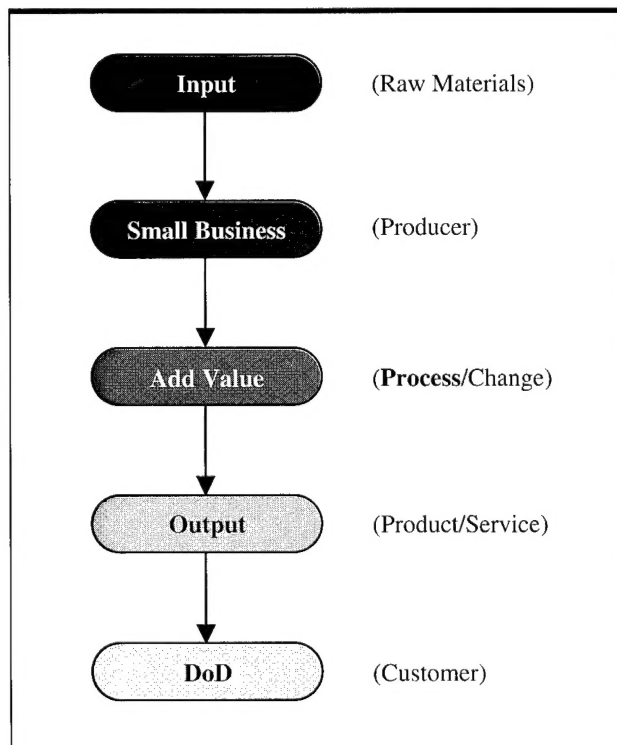 Input (Raw Materials)
Small Business (Producer)
Add Value (Process/Change)
Output (Product/Service)
DoD (Customer)